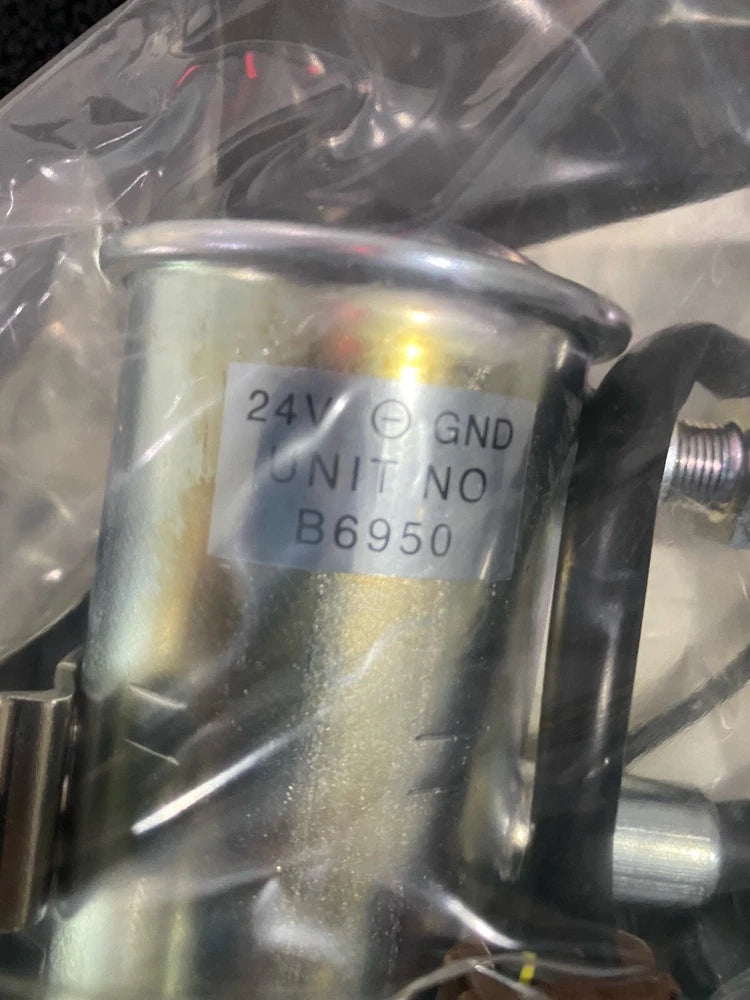 24V ⊖ GND
UNIT NO
B6950